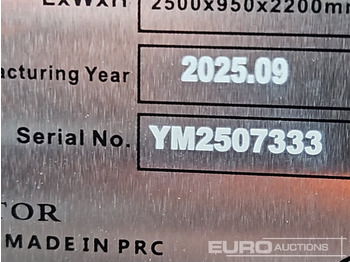 LxWxH 2500x950x2200mm
acturing Year 2025.09
Serial No. YM2507333
TOR
MADE IN PRC
EURO AUCTIONS